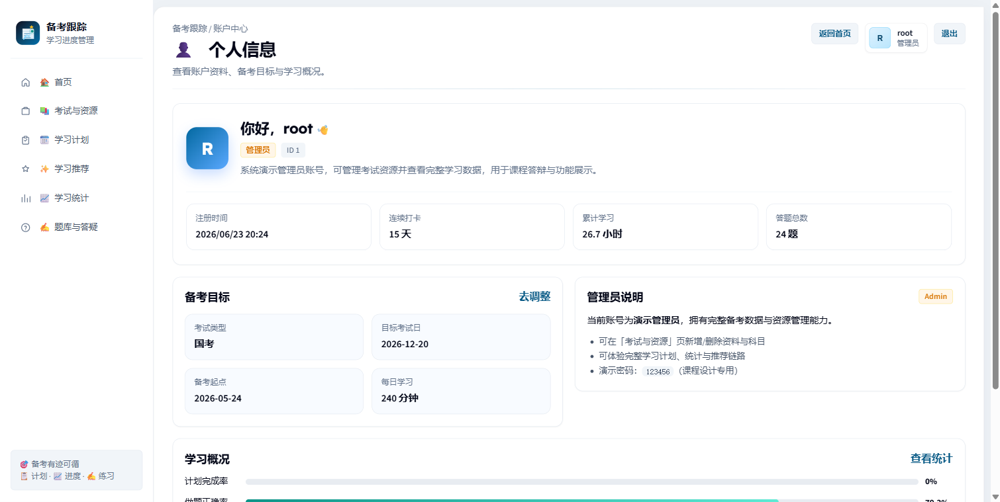 备考跟踪
学习进度管理
首页
考试与资源
学习计划
学习推荐
学习统计
题库与答疑
备考有迹可循
计划 · 进度 · 练习
备考跟踪 / 账户中心
个人信息
查看账户资料、备考目标与学习概况。
返回首页
R
root
管理员
退出
R
你好，root
管理员
ID 1
系统演示管理员账号，可管理考试资源并查看完整学习数据，用于课程答辩与功能展示。
注册时间
2026/06/23 20:24
连续打卡
15 天
累计学习
26.7 小时
答题总数
24 题
备考目标
去调整
考试类型
国考
目标考试日
2026-12-20
备考起点
2026-05-24
每日学习
240 分钟
管理员说明
Admin
当前账号为演示管理员，拥有完整备考数据与资源管理能力。
可在「考试与资源」页新增/删除资料与科目
可体验完整学习计划、统计与推荐链路
演示密码： 123456 （课程设计专用）
学习概况
查看统计
计划完成率
0%
做题正确率